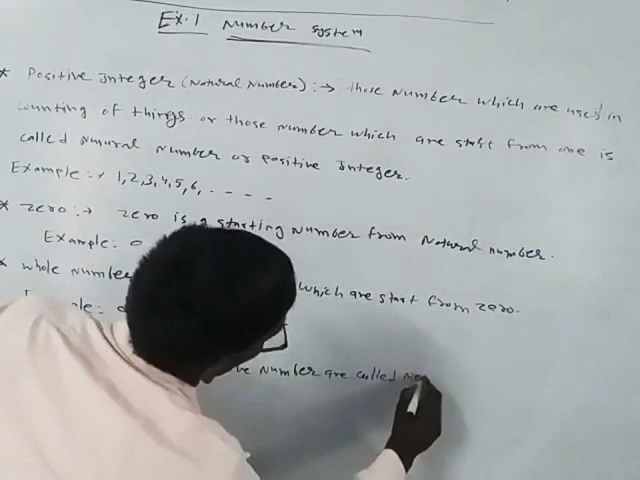 Ex.1 Number System
* Positive Integer (Natural Number) :→ Those Number which are used in
counting of things or those number which are start from one is
called natural number or positive Integer.
Example :→ 1,2,3,4,5,6, - - - -
* Zero :→ Zero is a starting Number from Natural number.
Example : 0
* Whole Number which are start from zero.
Number are called